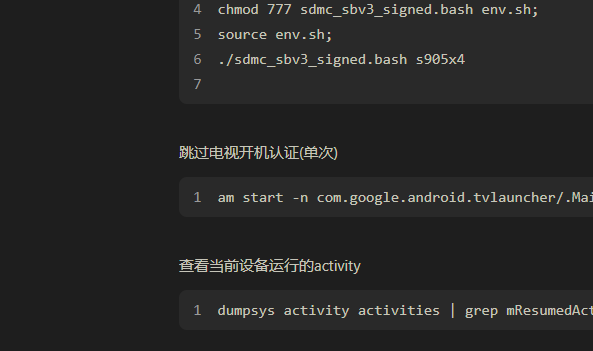 4 chmod 777 sdmc_sbv3_signed.bash env.sh;
5 source env.sh;
6 ./sdmc_sbv3_signed.bash s905x4
7
跳过电视开机认证(单次)
1 am start -n com.google.android.tvlauncher/.Mai
查看当前设备运行的activity
1 dumpsys activity activities | grep mResumedAct